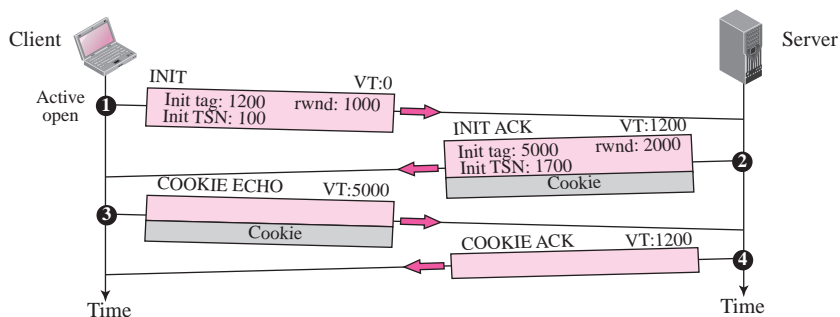 Client
Server
INIT VT:0
Active open
1
Init tag: 1200 rwnd: 1000
Init TSN: 100
INIT ACK VT:1200
Init tag: 5000 rwnd: 2000
Init TSN: 1700
Cookie
2
COOKIE ECHO VT:5000
3
Cookie
COOKIE ACK VT:1200
4
Time
Time